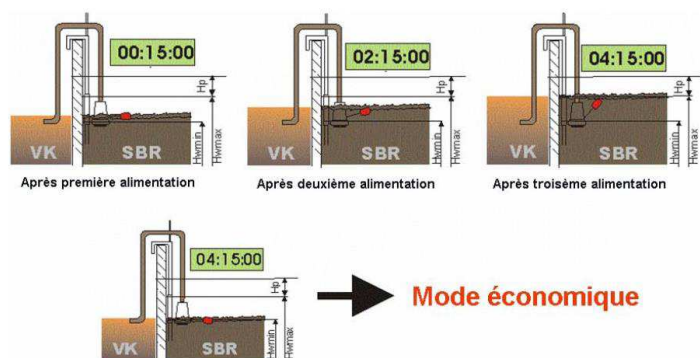 00:15:00
Hp
Hwmin
Hwmax
VK
SBR
Après première alimentation
02:15:00
Hp
Hwmin
Hwmax
VK
SBR
Après deuxième alimentation
04:15:00
Hp
Hwmin
Hwmax
VK
SBR
Après troisème alimentation
04:15:00
Hp
Hwmin
Hwmax
VK
SBR
Mode économique